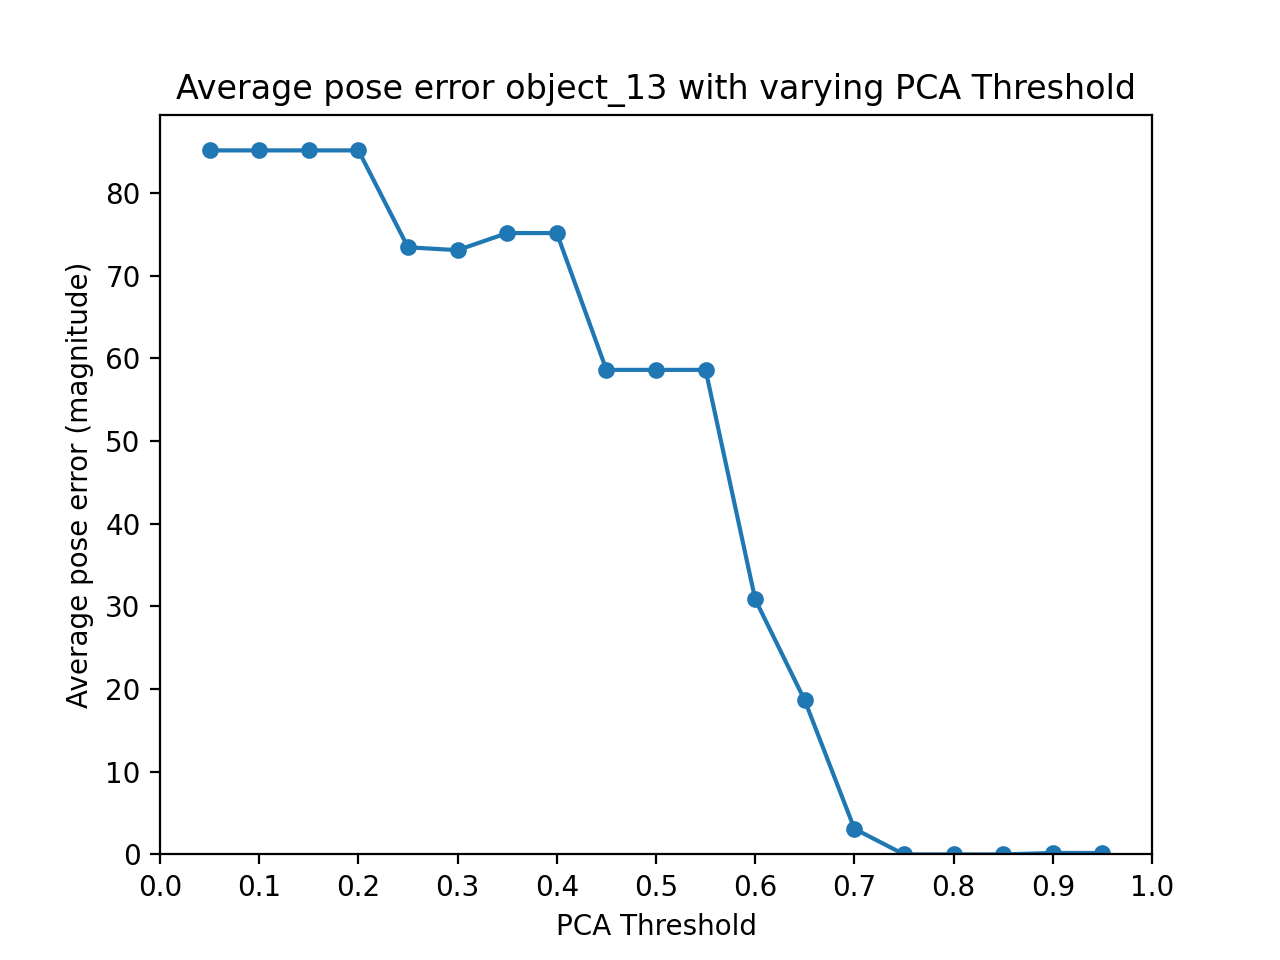 Average pose error object_13 with varying PCA Threshold
Average pose error (magnitude)
80
70
60
50
40
30
20
10
0
0.0 0.1 0.2 0.3 0.4 0.5 0.6 0.7 0.8 0.9 1.0
PCA Threshold